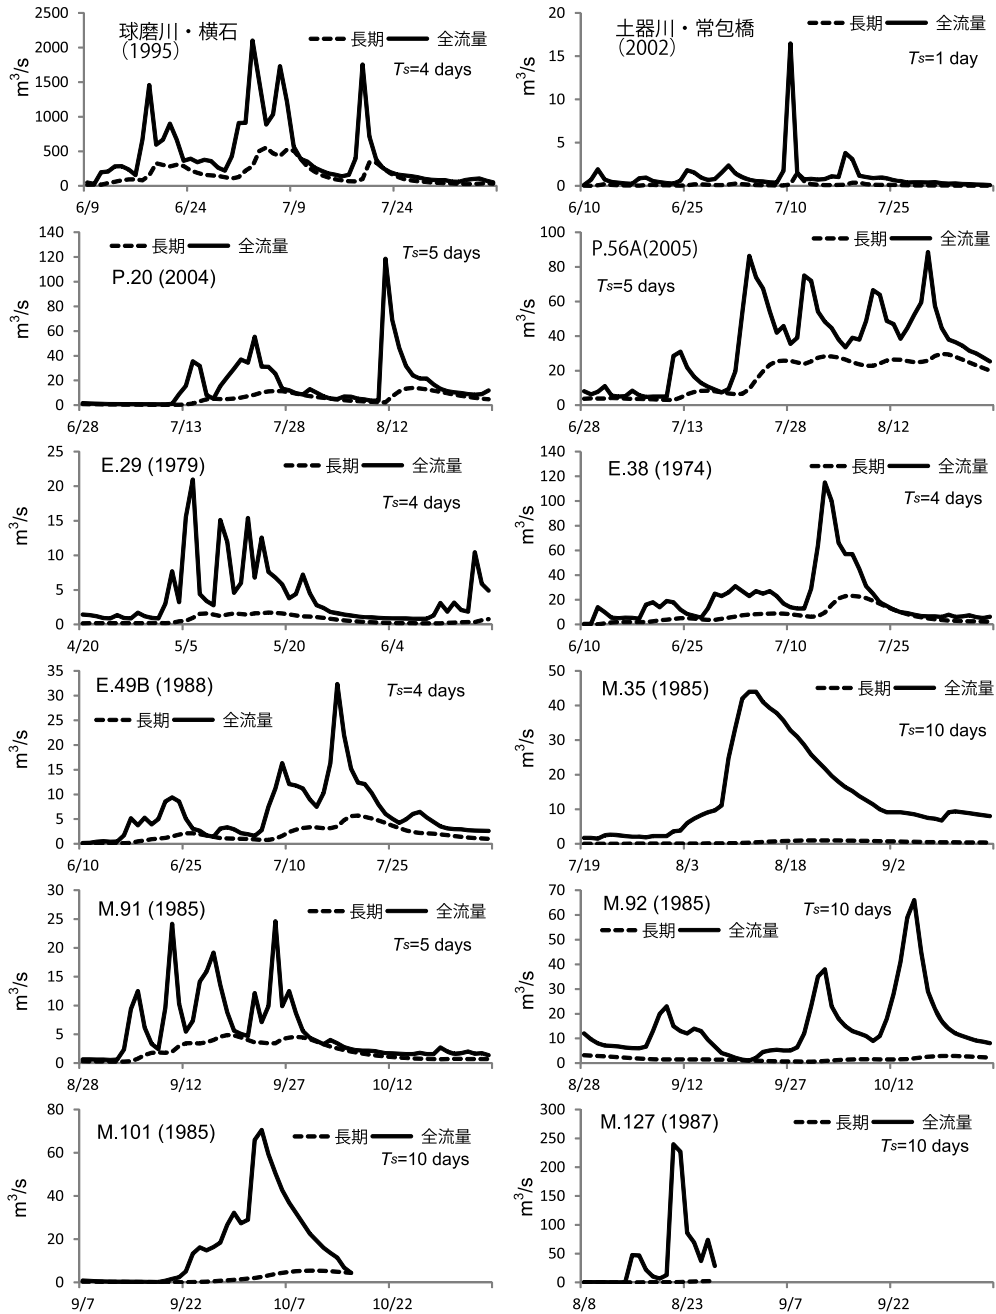 球磨川・横石
（1995）
長期 全流量
Ts=4 days
m³/s
2500
2000
1500
1000
500
0
6/9 6/24 7/9 7/24
土器川・常包橋
（2002）
長期 全流量
Ts=1 day
m³/s
20
15
10
5
0
6/10 6/25 7/10 7/25
長期 全流量
Ts=5 days
P.20 (2004)
m³/s
140
120
100
80
60
40
20
0
6/28 7/13 7/28 8/12
P.56A(2005)
長期 全流量
Ts=5 days
m³/s
100
80
60
40
20
0
6/28 7/13 7/28 8/12
E.29 (1979)
長期 全流量
Ts=4 days
m³/s
25
20
15
10
5
0
4/20 5/5 5/20 6/4
E.38 (1974)
長期 全流量
Ts=4 days
m³/s
140
120
100
80
60
40
20
0
6/10 6/25 7/10 7/25
E.49B (1988)
Ts=4 days
長期 全流量
m³/s
35
30
25
20
15
10
5
0
6/10 6/25 7/10 7/25
M.35 (1985)
長期 全流量
Ts=10 days
m³/s
50
40
30
20
10
0
7/19 8/3 8/18 9/2
M.91 (1985)
長期 全流量
Ts=5 days
m³/s
30
25
20
15
10
5
0
8/28 9/12 9/27 10/12
M.92 (1985)
Ts=10 days
長期 全流量
m³/s
70
60
50
40
30
20
10
0
8/28 9/12 9/27 10/12
M.101 (1985)
長期 全流量
Ts=10 days
m³/s
80
60
40
20
0
9/7 9/22 10/7 10/22
M.127 (1987)
長期 全流量
Ts=10 days
m³/s
300
250
200
150
100
50
0
8/8 8/23 9/7 9/22